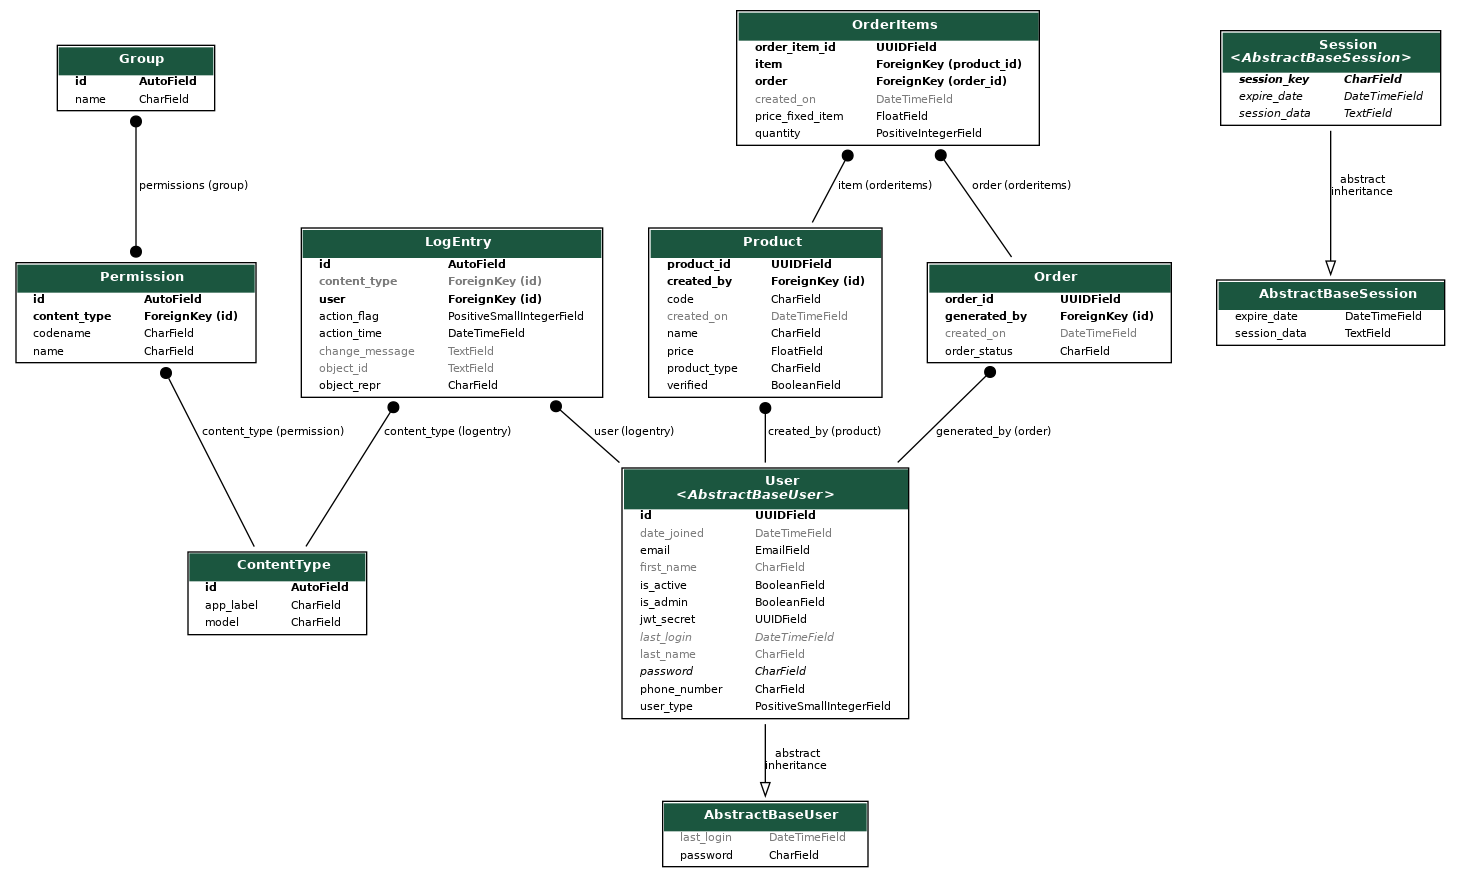 Group
id AutoField
name CharField
permissions (group)
Permission
id AutoField
content_type ForeignKey (id)
codename CharField
name CharField
content_type (permission)
LogEntry
id AutoField
content_type ForeignKey (id)
user ForeignKey (id)
action_flag PositiveSmallIntegerField
action_time DateTimeField
change_message TextField
object_id TextField
object_repr CharField
content_type (logentry)
user (logentry)
ContentType
id AutoField
app_label CharField
model CharField
OrderItems
order_item_id UUIDField
item ForeignKey (product_id)
order ForeignKey (order_id)
created_on DateTimeField
price_fixed_item FloatField
quantity PositiveIntegerField
item (orderitems)
order (orderitems)
Product
product_id UUIDField
created_by ForeignKey (id)
code CharField
created_on DateTimeField
name CharField
price FloatField
product_type CharField
verified BooleanField
created_by (product)
Order
order_id UUIDField
generated_by ForeignKey (id)
created_on DateTimeField
order_status CharField
generated_by (order)
User
<AbstractBaseUser>
id UUIDField
date_joined DateTimeField
email EmailField
first_name CharField
is_active BooleanField
is_admin BooleanField
jwt_secret UUIDField
last_login DateTimeField
last_name CharField
password CharField
phone_number CharField
user_type PositiveSmallIntegerField
abstract
inheritance
AbstractBaseUser
last_login DateTimeField
password CharField
Session
<AbstractBaseSession>
session_key CharField
expire_date DateTimeField
session_data TextField
abstract
inheritance
AbstractBaseSession
expire_date DateTimeField
session_data TextField